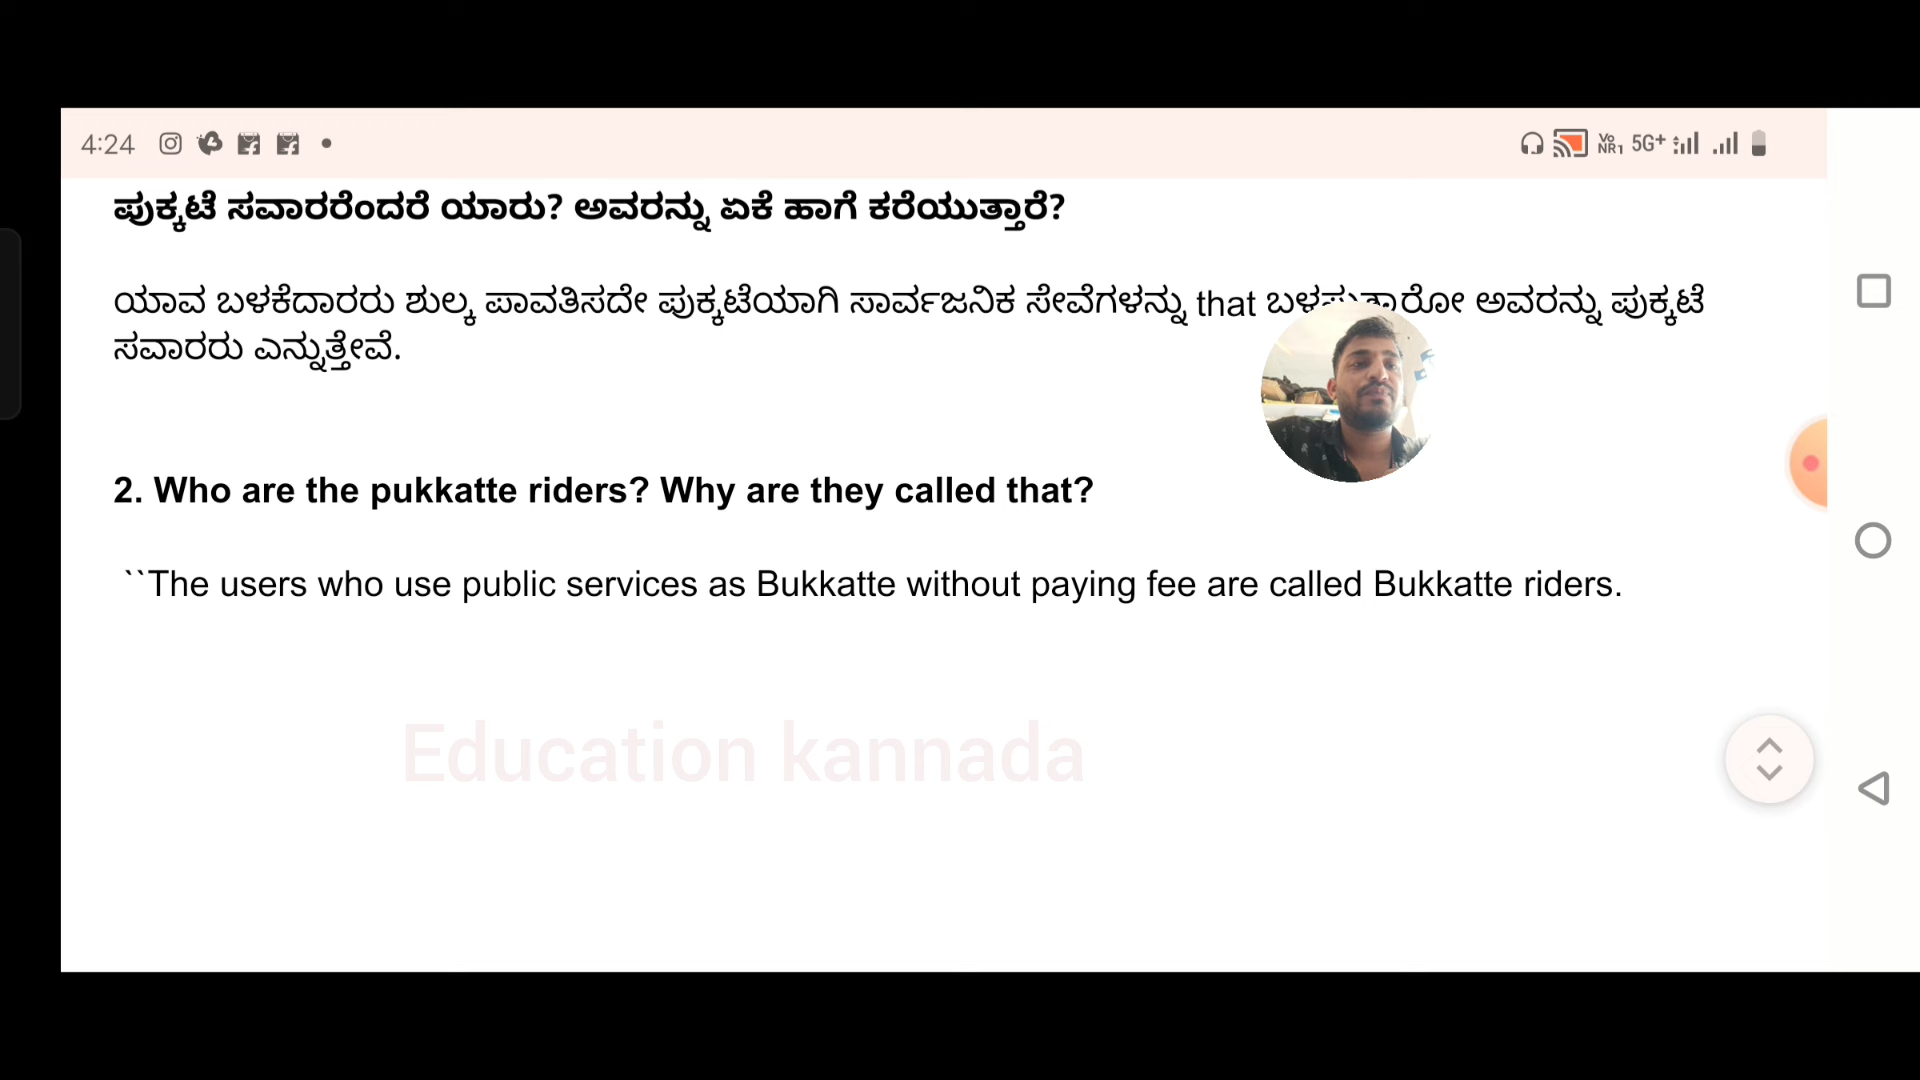 4:24 VoNR1 5G+
ಪುಕ್ಕಟೆ ಸವಾರರೆಂದರೆ ಯಾರು? ಅವರನ್ನು ಏಕೆ ಹಾಗೆ ಕರೆಯುತ್ತಾರೆ?
ಯಾವ ಬಳಕೆದಾರರು ಶುಲ್ಕ ಪಾವತಿಸದೇ ಪುಕ್ಕಟೆಯಾಗಿ ಸಾರ್ವಜನಿಕ ಸೇವೆಗಳನ್ನು that ಅವರನ್ನು ಪುಕ್ಕಟೆ
ಸವಾರರು ಎನ್ನುತ್ತೇವೆ.
2. Who are the pukkatte riders? Why are they called that?
``The users who use public services as Bukkatte without paying fee are called Bukkatte riders.
Education kannada